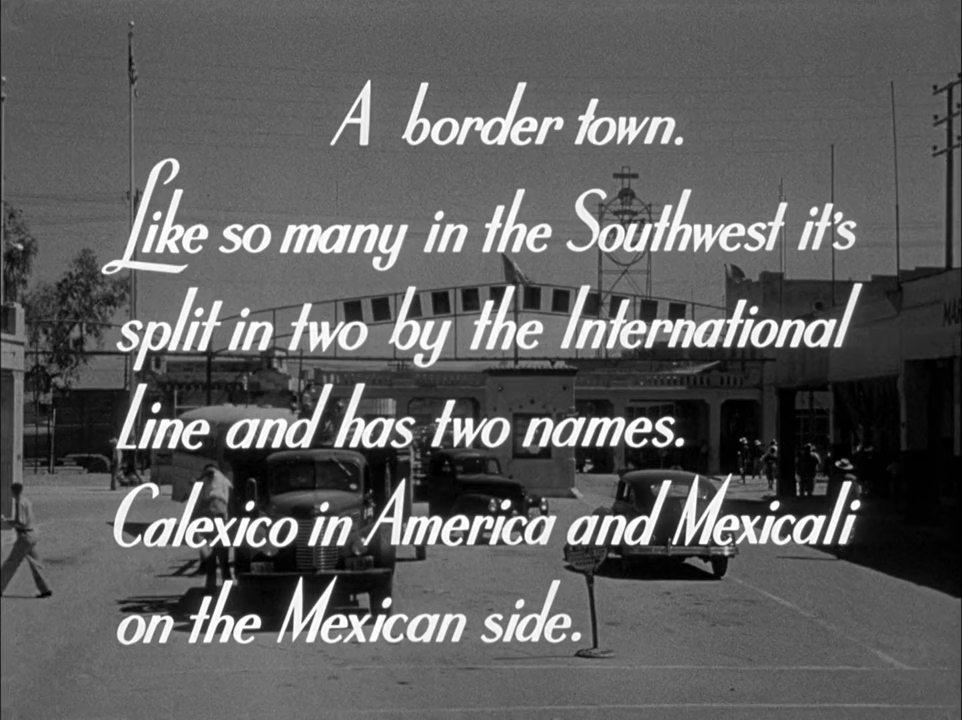 A border town.
Like so many in the Southwest it's
split in two by the International
Line and has two names.
Calexico in America and Mexicali
on the Mexican side.